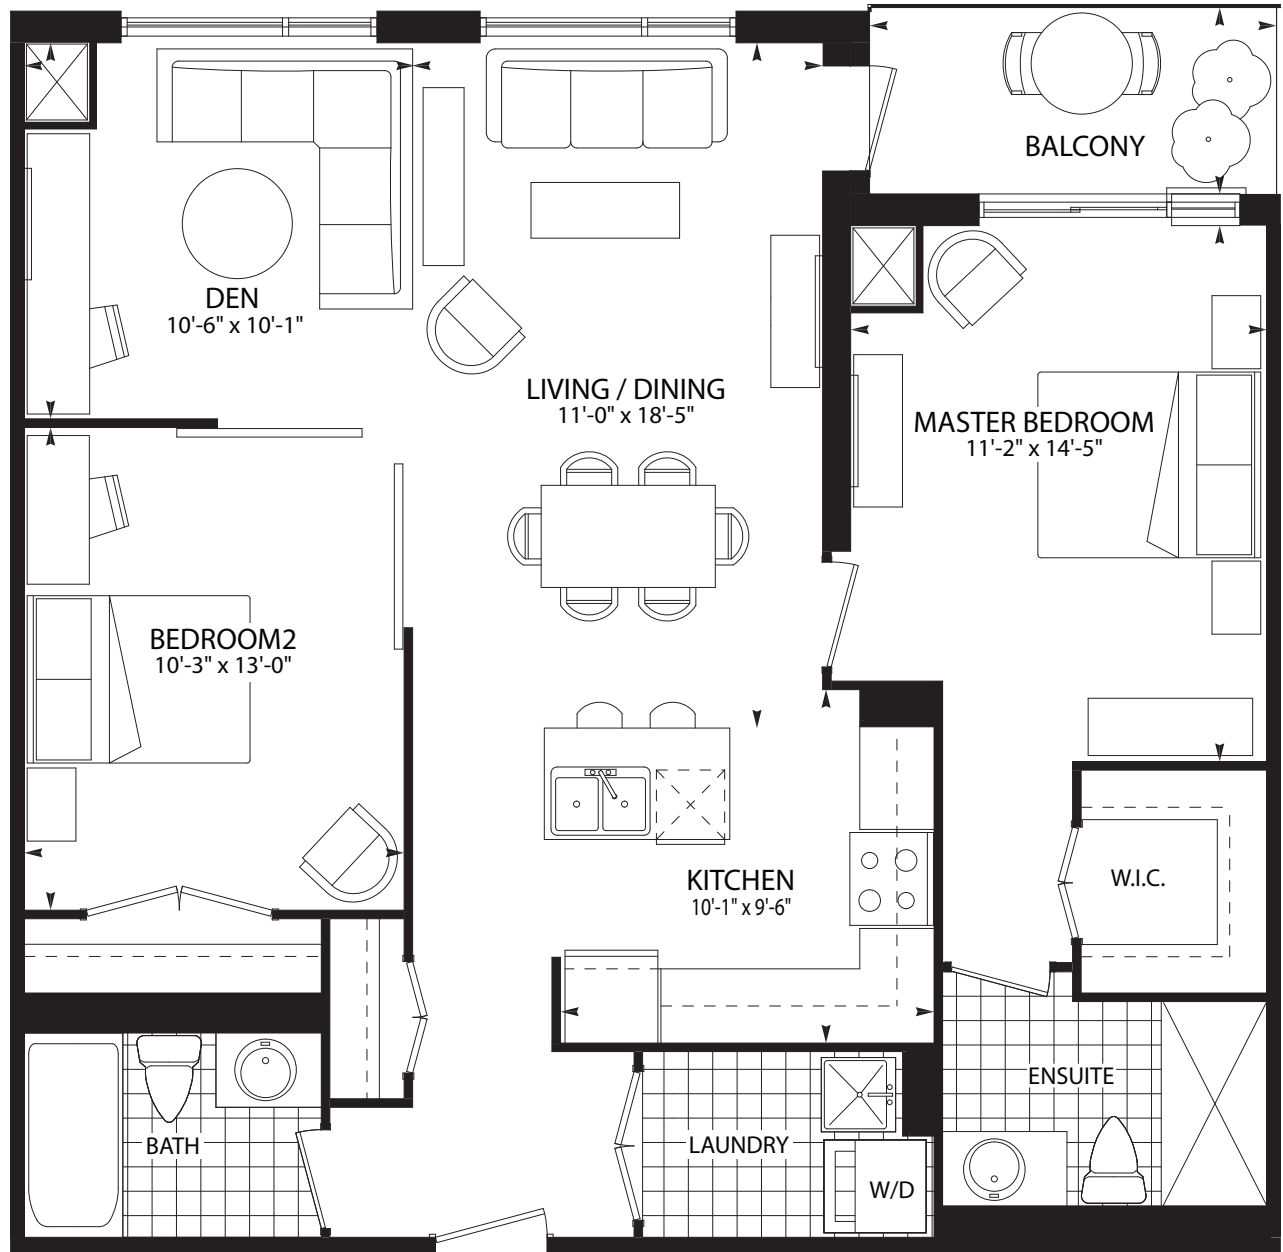 BALCONY
DEN
10'-6" x 10'-1"
LIVING / DINING
11'-0" x 18'-5"
MASTER BEDROOM
11'-2" x 14'-5"
BEDROOM2
10'-3" x 13'-0"
KITCHEN
10'-1" x 9'-6"
W.I.C.
ENSUITE
BATH
LAUNDRY
W/D